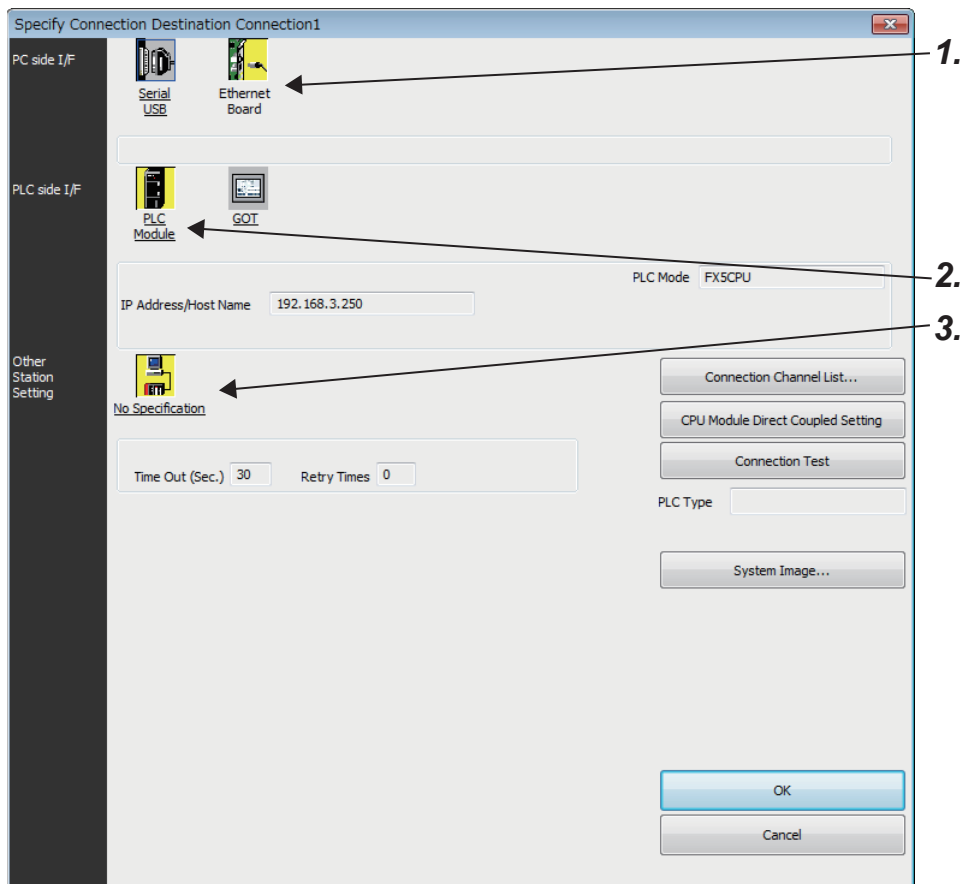 Specify Connection Destination Connection1
1.
PC side I/F
Serial
USB
Ethernet
Board
PLC side I/F
PLC
Module
GOT
2.
PLC Mode FX5CPU
IP Address/Host Name 192.168.3.250
3.
Other
Station
Setting
No Specification
Connection Channel List...
CPU Module Direct Coupled Setting
Time Out (Sec.) 30 Retry Times 0
Connection Test
PLC Type
System Image...
OK
Cancel